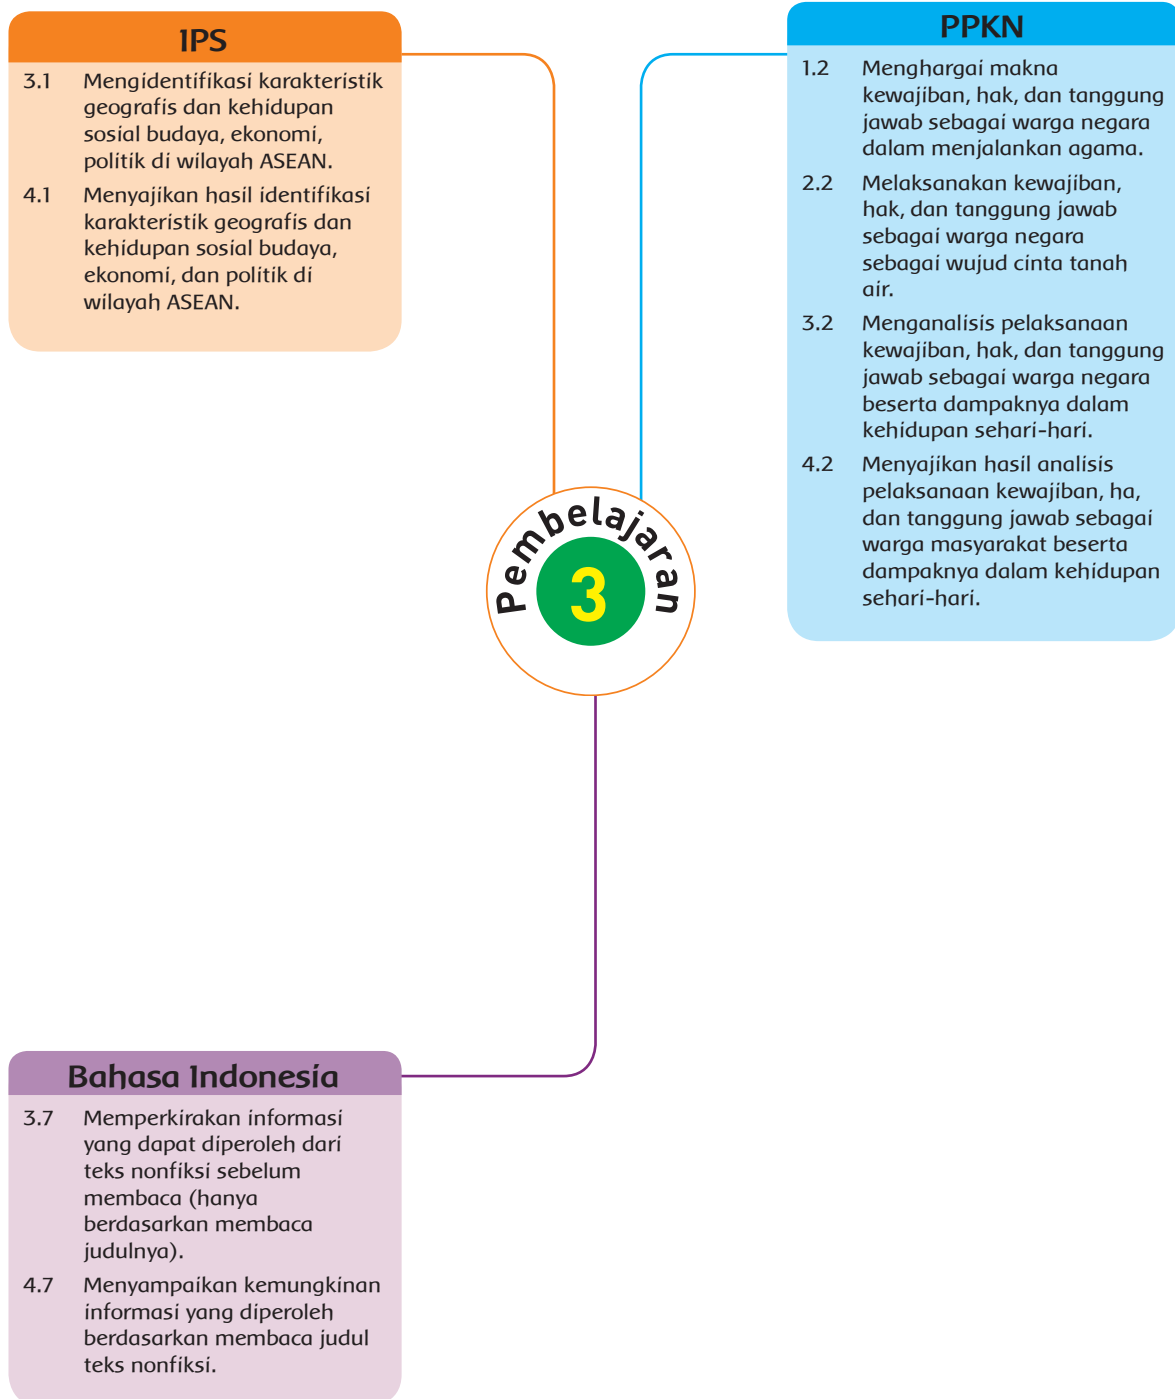 IPS
3.1 Mengidentifikasi karakteristik
geografis dan kehidupan
sosial budaya, ekonomi,
politik di wilayah ASEAN.
4.1 Menyajikan hasil identifikasi
karakteristik geografis dan
kehidupan sosial budaya,
ekonomi, dan politik di
wilayah ASEAN.
PPKN
1.2 Menghargai makna
kewajiban, hak, dan tanggung
jawab sebagai warga negara
dalam menjalankan agama.
2.2 Melaksanakan kewajiban,
hak, dan tanggung jawab
sebagai warga negara
sebagai wujud cinta tanah
air.
3.2 Menganalisis pelaksanaan
kewajiban, hak, dan tanggung
jawab sebagai warga negara
beserta dampaknya dalam
kehidupan sehari-hari.
4.2 Menyajikan hasil analisis
pelaksanaan kewajiban, ha,
dan tanggung jawab sebagai
warga masyarakat beserta
dampaknya dalam kehidupan
sehari-hari.
Pembelajaran
3
Bahasa Indonesia
3.7 Memperkirakan informasi
yang dapat diperoleh dari
teks nonfiksi sebelum
membaca (hanya
berdasarkan membaca
judulnya).
4.7 Menyampaikan kemungkinan
informasi yang diperoleh
berdasarkan membaca judul
teks nonfiksi.